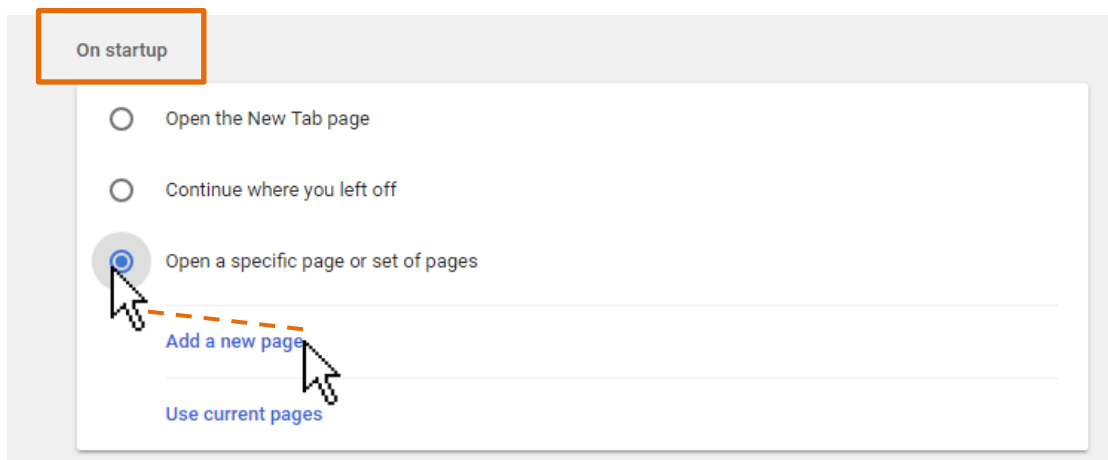 On startup
Open the New Tab page
Continue where you left off
Open a specific page or set of pages
Add a new page
Use current pages